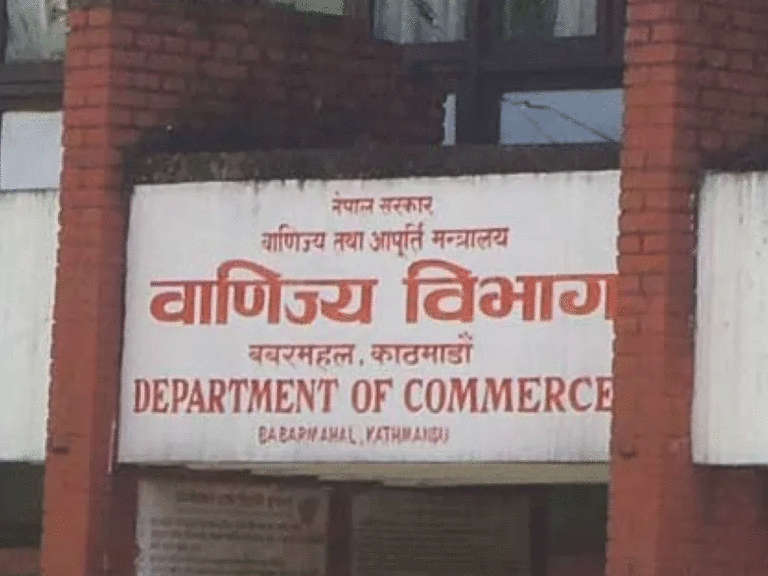 नेपाल सरकार
वाणिज्य तथा आपूर्ति मन्त्रालय
वाणिज्य विभाग
बबरमहल, काठमाडौं
DEPARTMENT OF COMMERCE
BABARMAHAL, KATHMANDU